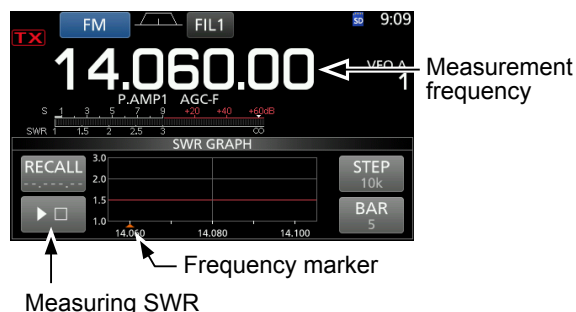 FM FIL1 SD 9:09
TX
14.060.00
VFO A
1
Measurement
frequency
P.AMP1 AGC-F
S 1 3 5 7 9 +20 +40 +60dB
SWR 1 1.5 2 2.5 3 ∞
SWR GRAPH
RECALL
--.---.--
3.0
2.0
1.5
1.0
14.060 14.080 14.100
STEP
10k
BAR
5
Frequency marker
Measuring SWR